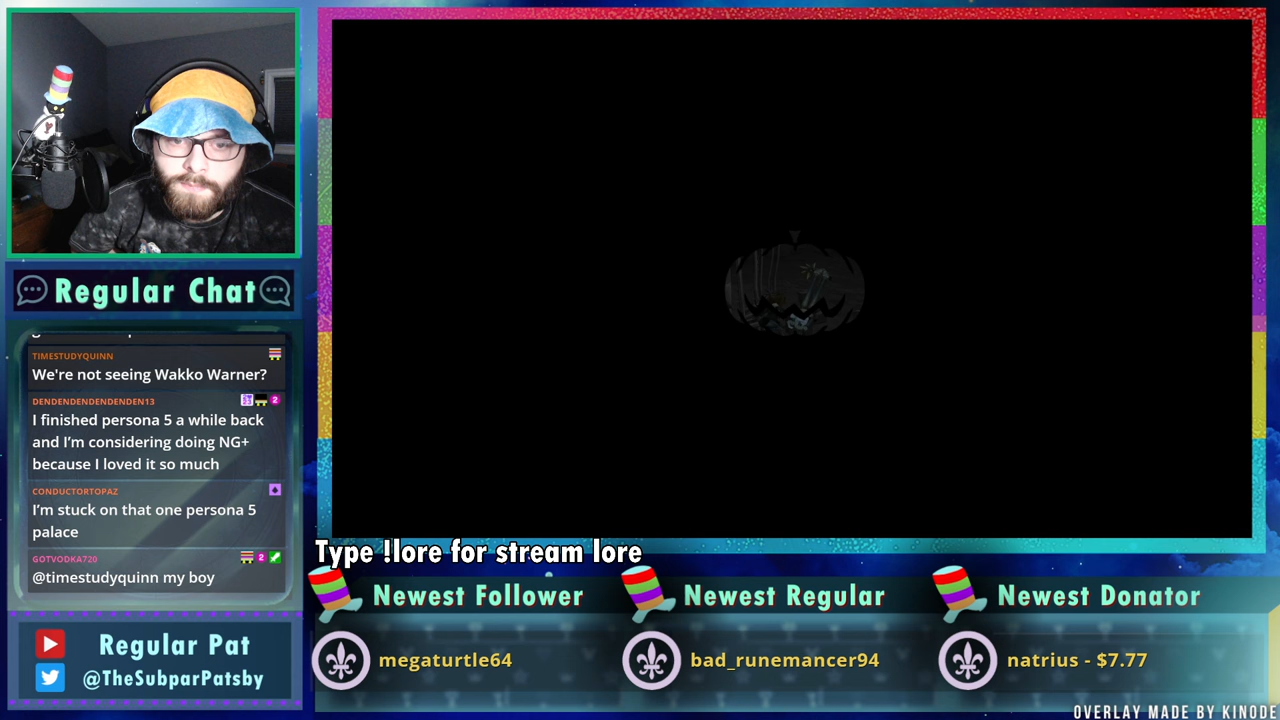 Regular Chat
TIMESTUDYQUINN
We're not seeing Wakko Warner?
DENDENDENDENDEN13
2
I finished persona 5 a while back
and I'm considering doing NG+
because I loved it so much
CONDUCTORTOPAZ
I'm stuck on that one persona 5
palace
GOTVODKA720
2
@timestudyquinn my boy
Regular Pat
@TheSubparPatsby
Type !lore for stream lore
Newest Follower
Newest Regular
Newest Donator
megaturtle64
bad_runemancer94
natrius - $7.77
OVERLAY MADE BY KINODE